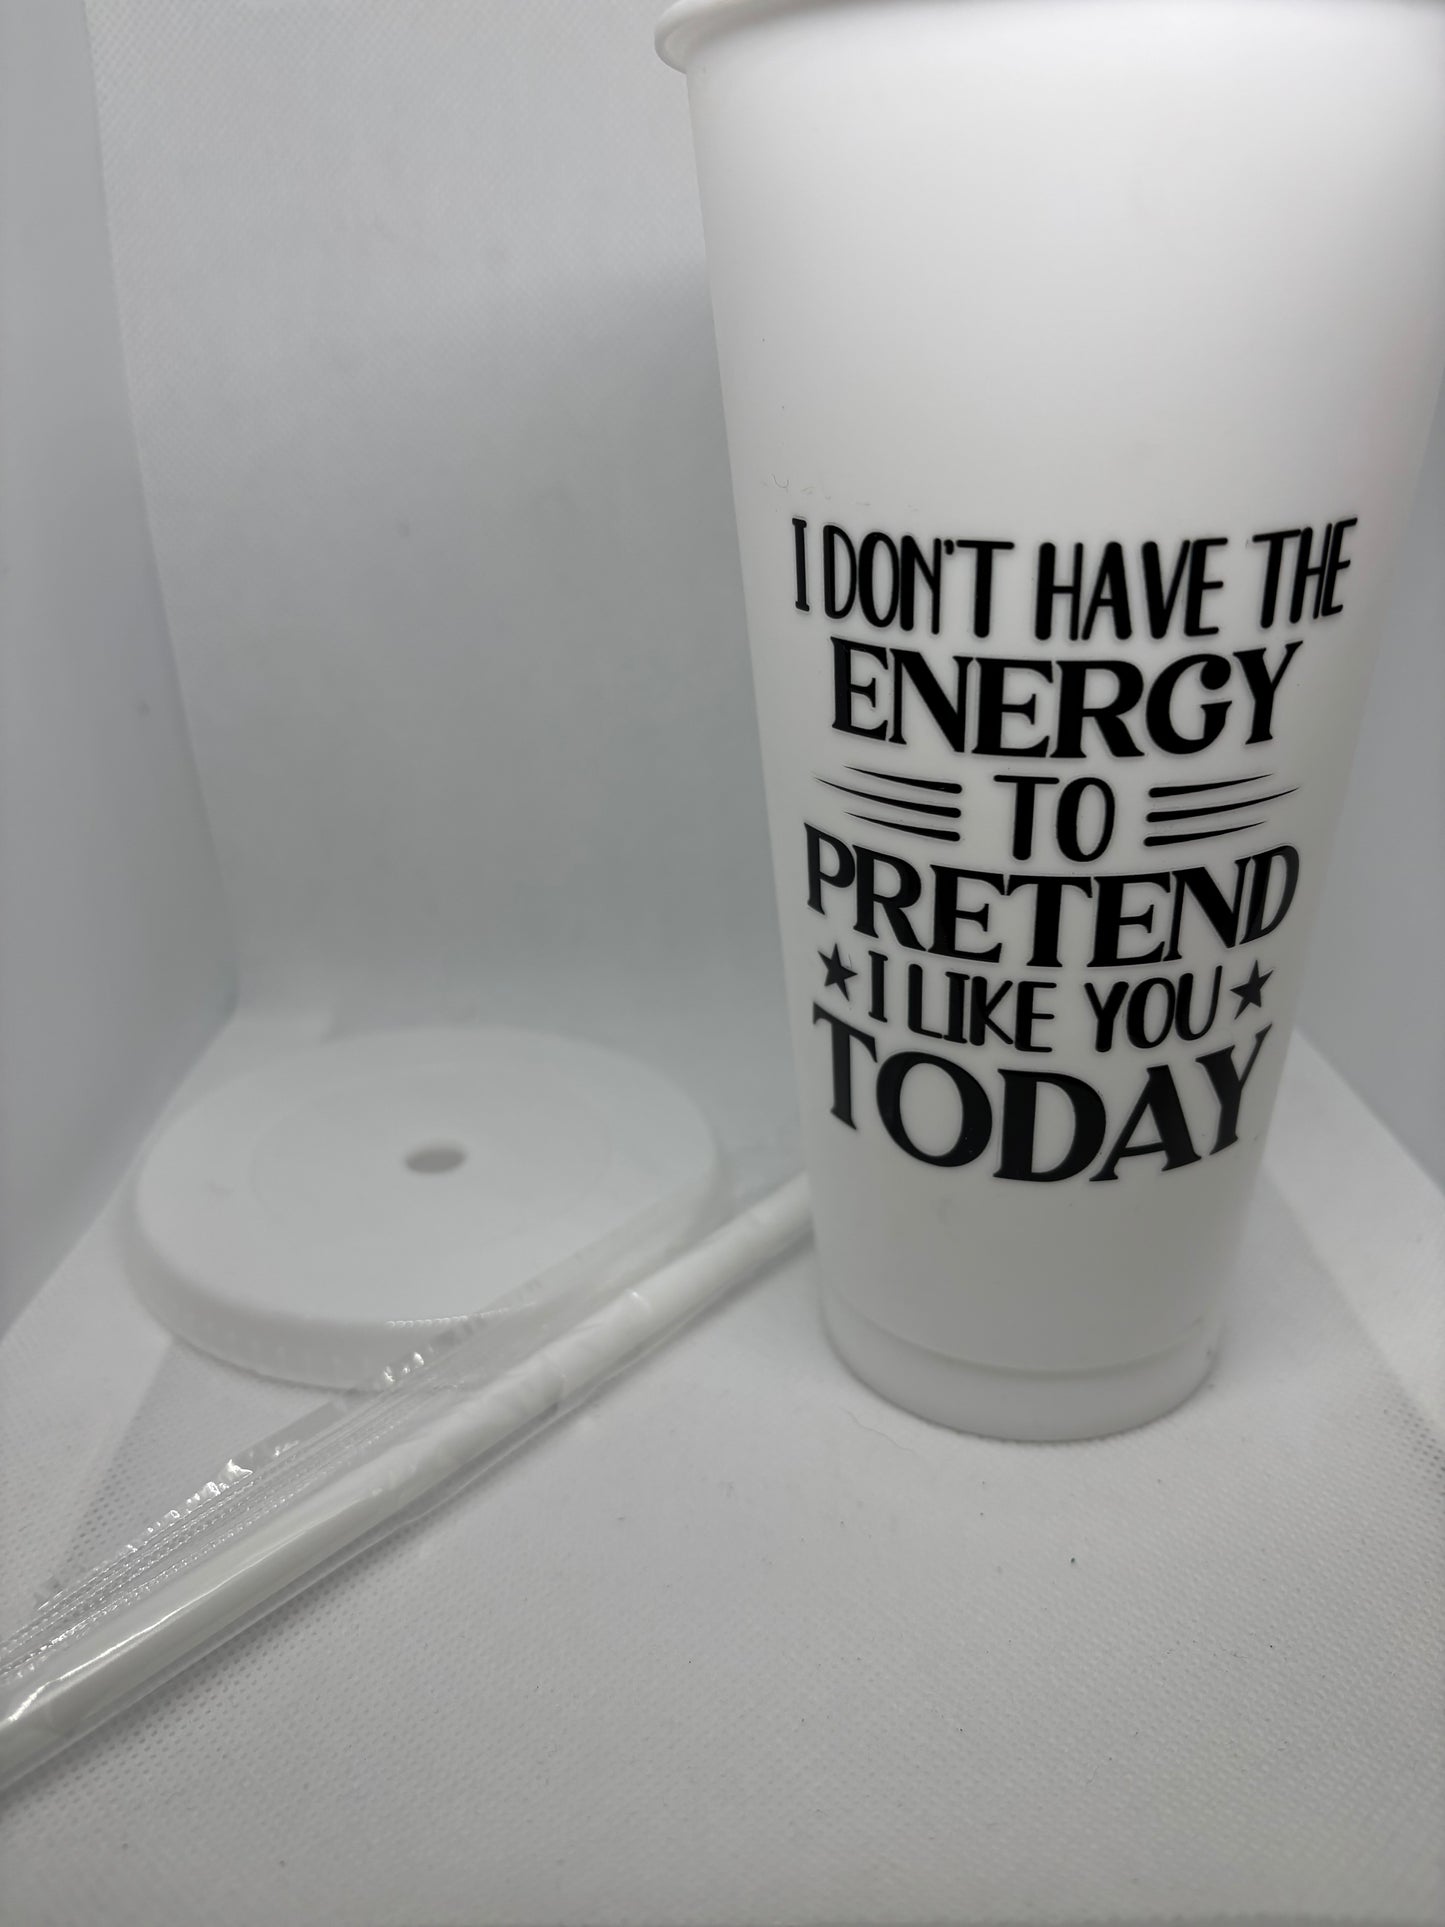 I DON'T HAVE THE
ENERGY
TO
PRETEND
I LIKE YOU
TODAY